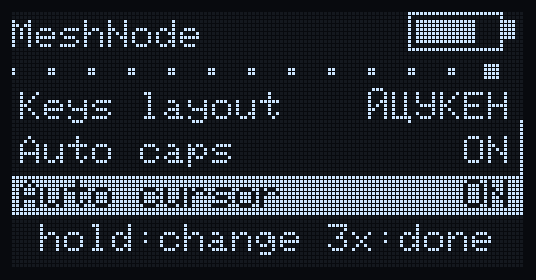 MeshNode
Keys layout ЙЦУКЕН
Auto caps ON
Auto cursor ON
hold:change 3x:done